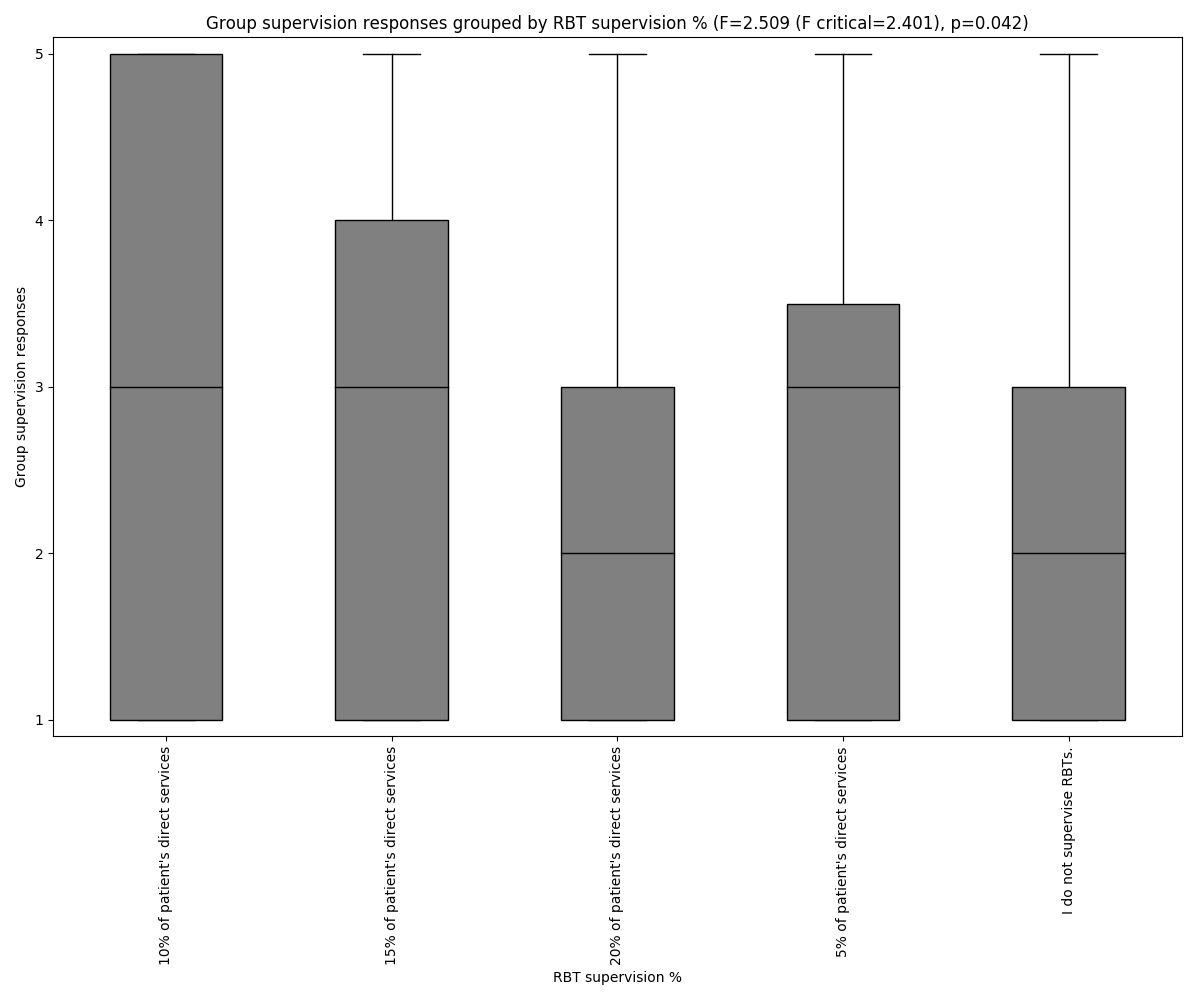 Group supervision responses grouped by RBT supervision % (F=2.509 (F critical=2.401), p=0.042)
Group supervision responses
5
4
3
2
1
10% of patient's direct services
15% of patient's direct services
20% of patient's direct services
5% of patient's direct services
I do not supervise RBTs.
RBT supervision %